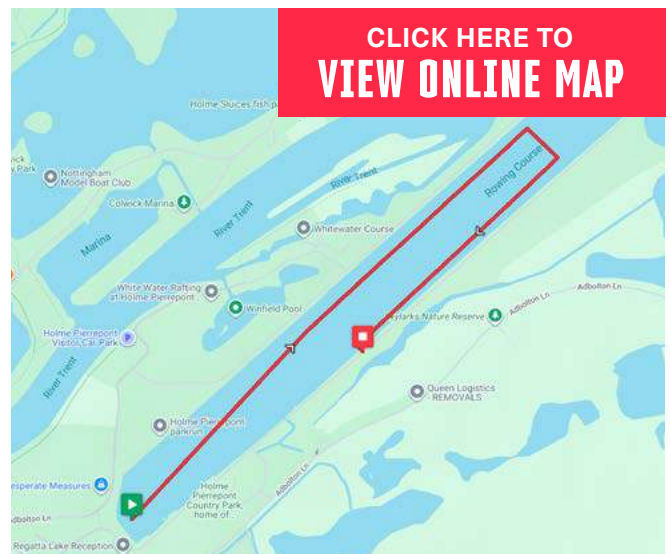 CLICK HERE TO
VIEW ONLINE MAP
Holme Sluices fish
Nottingham
Model Boat Club
Park
Colwick Marina
River Trent
River Trent
Marina
Rowing Course
Whitewater Course
White Water Rafting
at Holme Pierrepont
Winfield Pool
Holme Pierrepont
Visitor Car Park
River Trent
Skylarks Nature Reserve
Adbolton Ln
Adbolton Ln
Queen Logistics
- REMOVALS
Holme Pierrepont
parkrun
Adbolton Ln
Holme
Pierrepont
Country Park,
home of...
esperate Measures
Adbolton Ln
Regatta Lake Reception